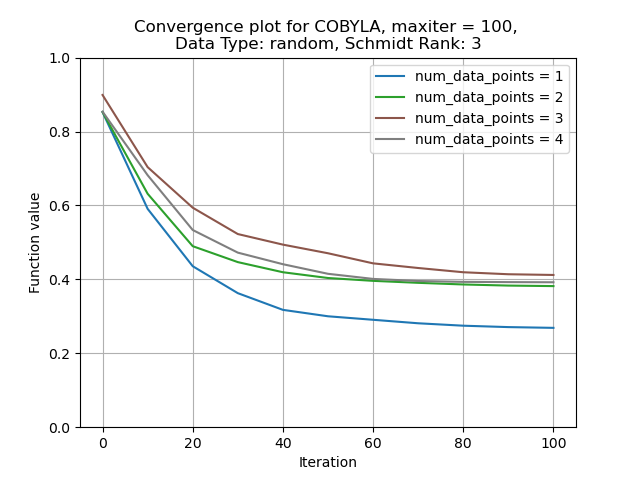 Convergence plot for COBYLA, maxiter = 100,
Data Type: random, Schmidt Rank: 3
num_data_points = 1
num_data_points = 2
num_data_points = 3
num_data_points = 4
Function value
1.0
0.8
0.6
0.4
0.2
0.0
0 20 40 60 80 100
Iteration